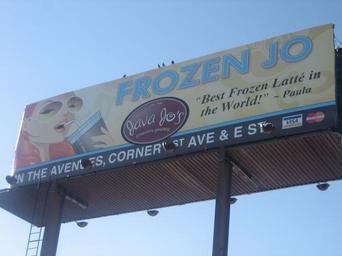 FROZEN JO
Java Jo's
"Best Frozen Latté in
the World!" ~ Paula
VISA
IN THE AVENUES, CORNER 1ST AVE & E ST